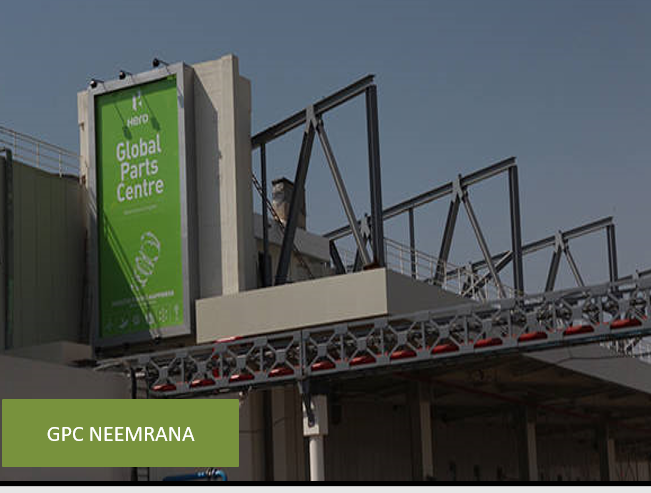 Hero
Global
Parts
Centre
GPC NEEMRANA